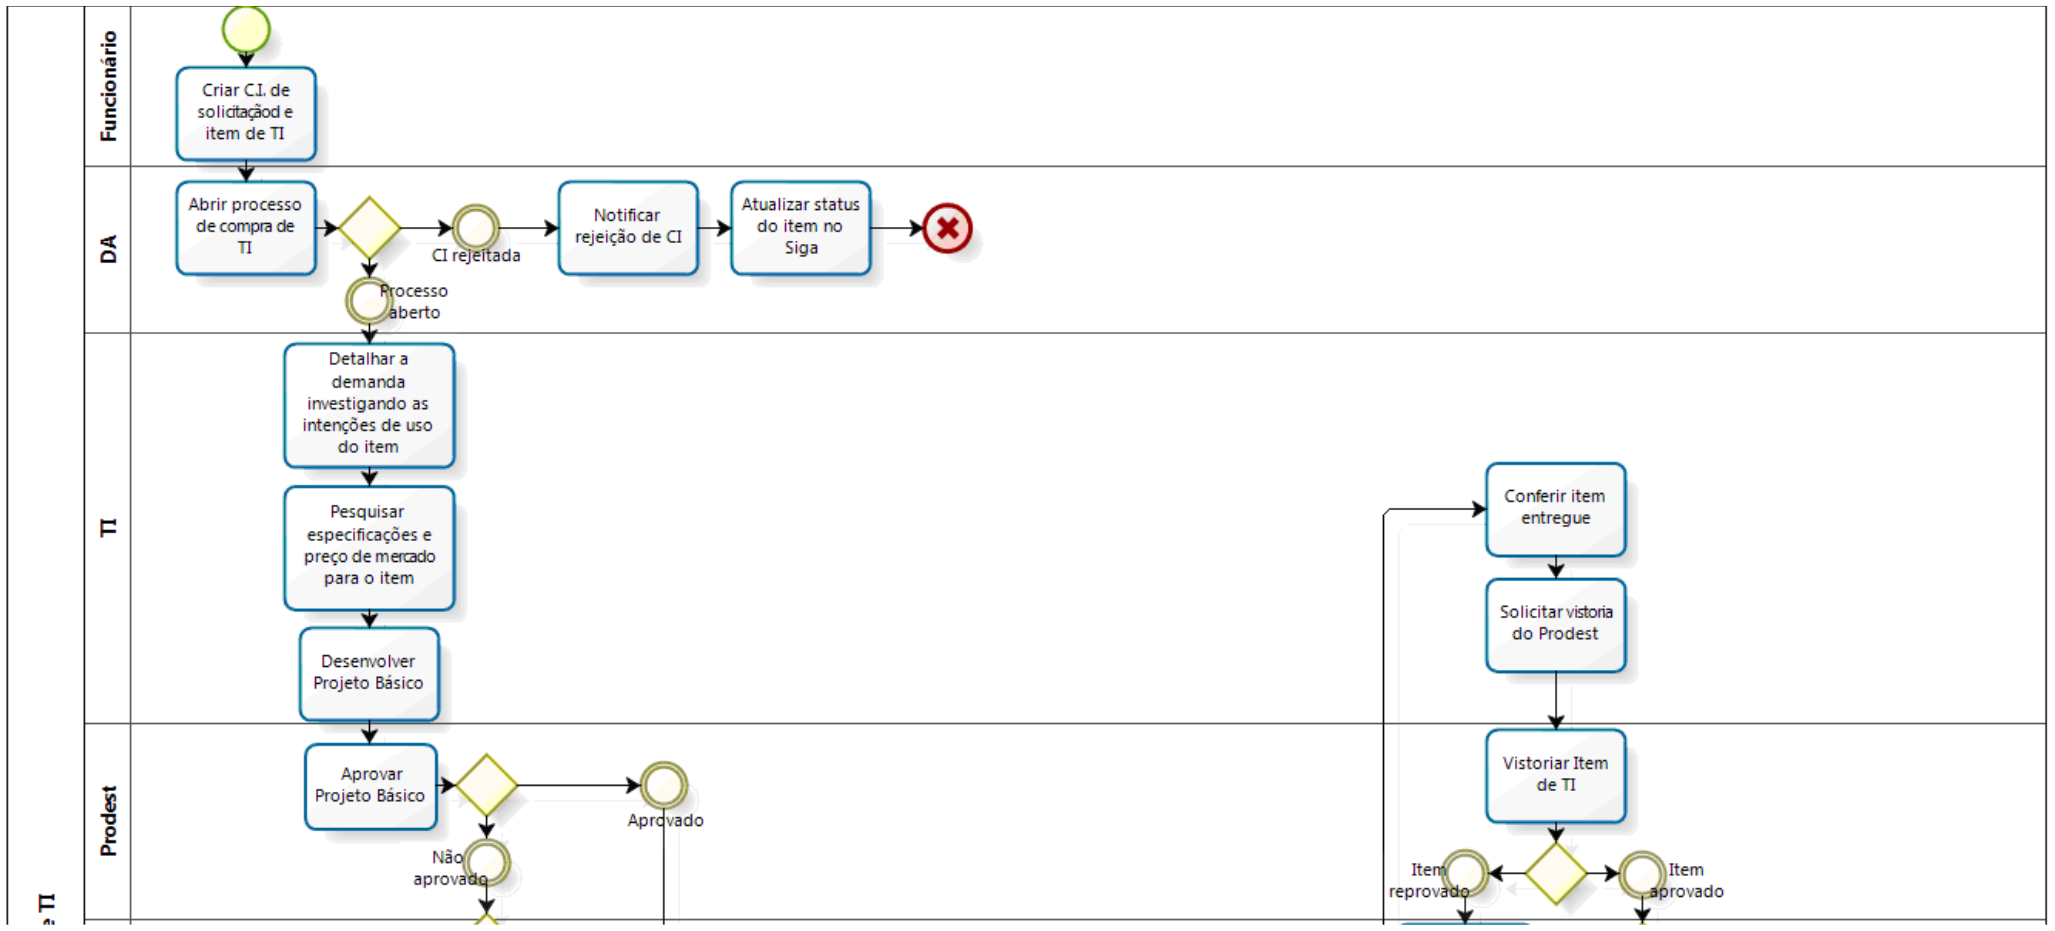 Funcionário
Criar C.I. de
solicitaçãod e
item de TI
DA
Abrir processo
de compra de
TI
CI rejeitada
Notificar
rejeição de CI
Atualizar status
do item no
Siga
Processo
aberto
TI
Detalhar a
demanda
investigando as
intenções de uso
do item
Pesquisar
especificações e
preço de mercado
para o item
Desenvolver
Projeto Básico
Conferir item
entregue
Solicitar vistoria
do Prodest
Prodest
Aprovar
Projeto Básico
Aprovado
Não
aprovado
Vistoriar Item
de TI
Item
reprovado
Item
aprovado
e TI